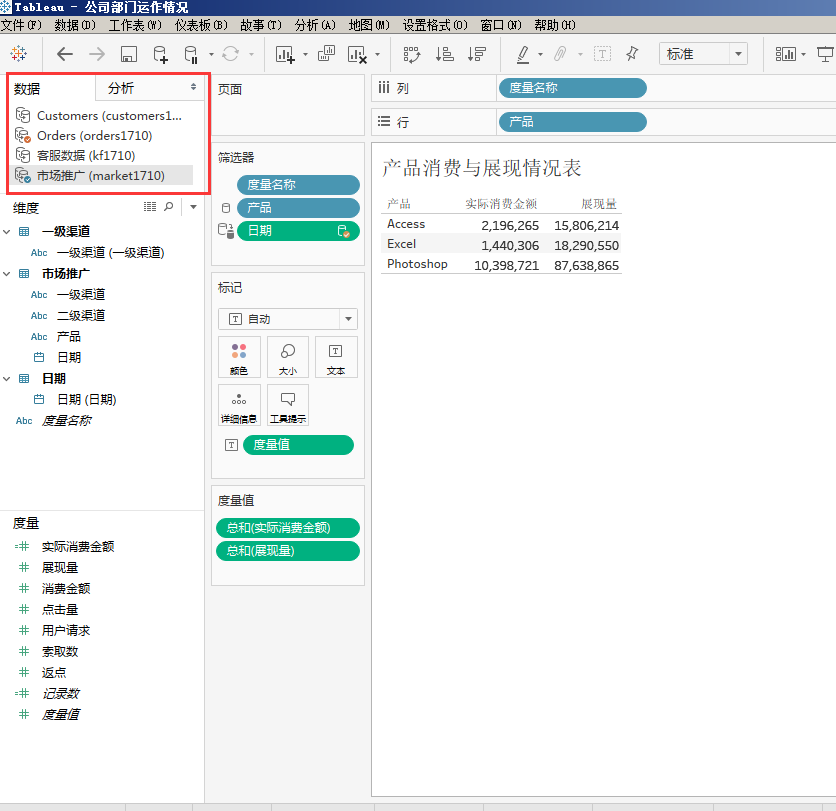 Tableau - 公司部门运作情况
文件(F) 数据(D) 工作表(W) 仪表板(B) 故事(T) 分析(A) 地图(M) 设置格式(O) 窗口(N) 帮助(H)
标准
数据 分析
Customers (customers1...
Orders (orders1710)
客服数据 (kf1710)
市场推广 (market1710)
维度
一级渠道
Abc 一级渠道 (一级渠道)
市场推广
Abc 一级渠道
Abc 二级渠道
Abc 产品
日期
日期
日期 (日期)
Abc 度量名称
度量
实际消费金额
展现量
消费金额
点击量
用户请求
索取数
返点
记录数
度量值
页面
筛选器
度量名称
产品
日期
标记
T 自动
颜色 大小 T 文本
详细信息 工具提示
T 度量值
度量值
总和(实际消费金额)
总和(展现量)
列 度量名称
行 产品
产品消费与展现情况表
产品 实际消费金额 展现量
Access 2,196,265 15,806,214
Excel 1,440,306 18,290,550
Photoshop 10,398,721 87,638,865